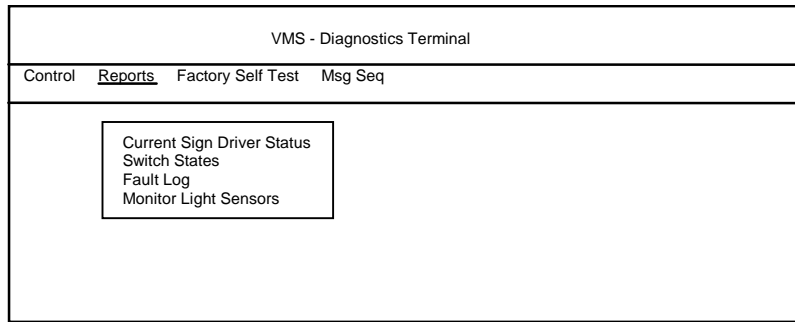 VMS - Diagnostics Terminal
Control Reports Factory Self Test Msg Seq
Current Sign Driver Status
Switch States
Fault Log
Monitor Light Sensors